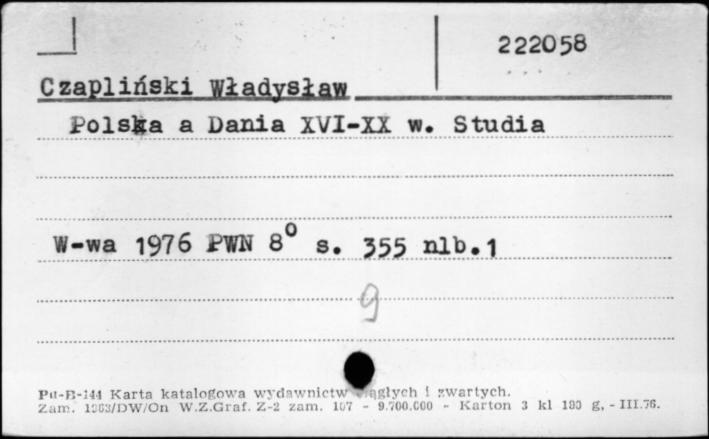 222058
Czapliński Władysław
Polska a Dania XVI-XX w. Studia
W-wa 1976 PWN 8° s. 355 nlb.1
9
Pu-B-144 Karta katalogowa wydawnictw ciągłych i zwartych.
Zam. 1363/DW/On W.Z.Graf. Z-2 zam. 107 - 9.700.000 - Karton 3 kl 180 g, - III.76.